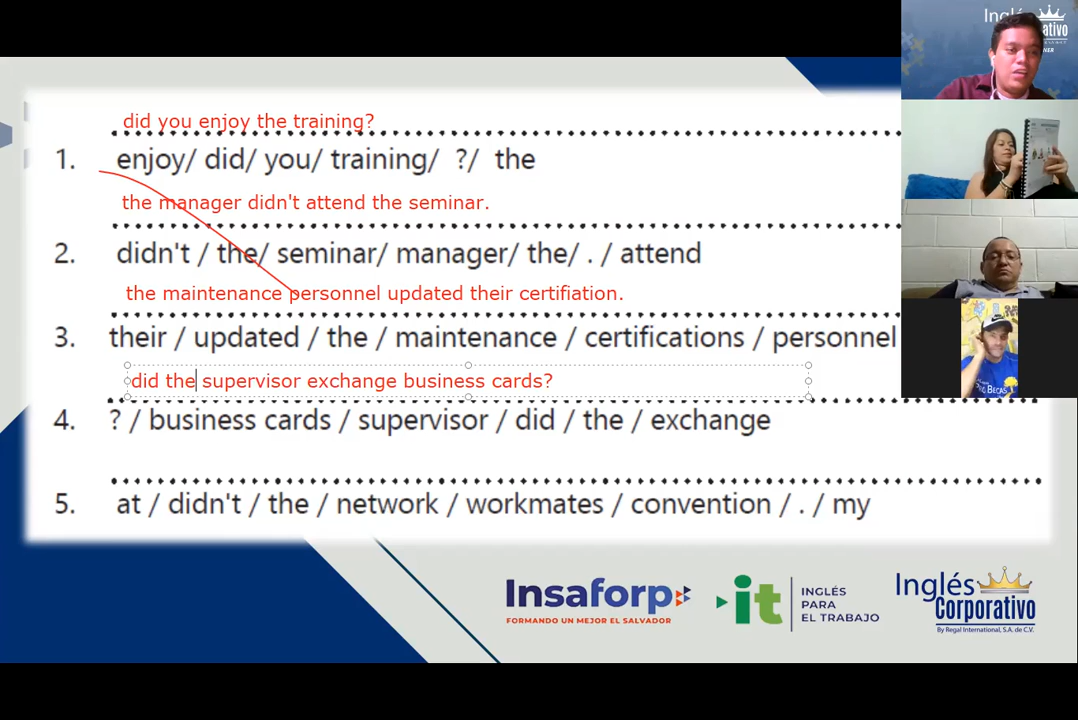 did you enjoy the training?
1. enjoy/ did/ you/ training/ ?/ the
the manager didn't attend the seminar.
2. didn't / the/ seminar/ manager/ the/ . / attend
the maintenance personnel updated their certifiation.
3. their / updated / the / maintenance / certifications / personnel
did the supervisor exchange business cards?
4. ? / business cards / supervisor / did / the / exchange
5. at / didn't / the / network / workmates / convention / . / my
Insaforp
FORMANDO UN MEJOR EL SALVADOR
it
INGLÉS
PARA
EL TRABAJO
Inglés
Corporativo
By Regal International, S.A. de C.V.